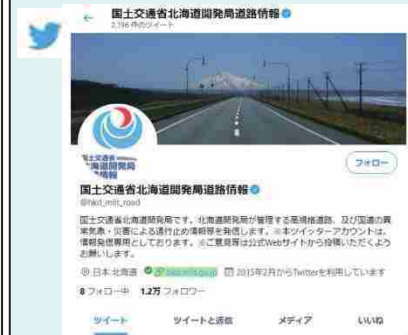 国土交通省北海道開発局道路情報
2,196 件のツイート
国土交通省
北海道開発局
道路情報
フォロー
国土交通省北海道開発局道路情報
@hkd_mlit_road
国土交通省北海道開発局です。北海道開発局が管理する高規格道路、及び国道の異
常気象・災害による通行止め情報等を発信します。※本ツイッターアカウントは、
情報発信専用としております。※ご意見等は公式Webサイトから投稿いただくよう
お願いします。
日本 北海道 hkd.mlit.go.jp 2015年2月からTwitterを利用しています
8 フォロー中 1.2万 フォロワー
ツイート ツイートと返信 メディア いいね